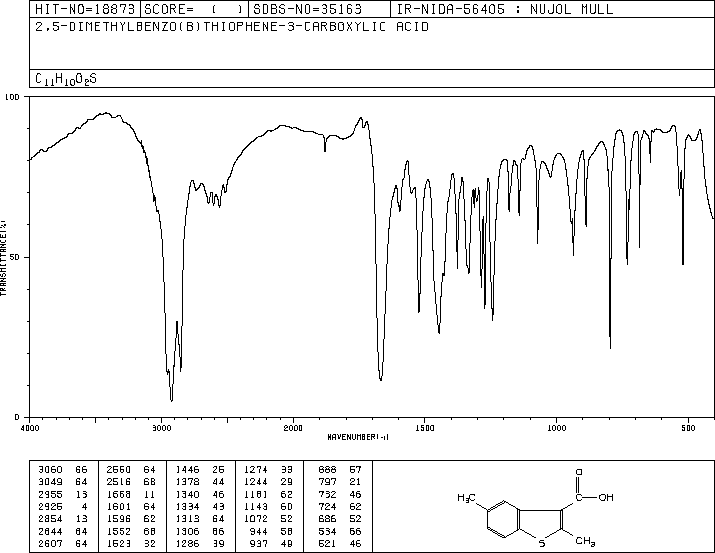 HIT-NO=18873 SCORE= ( ) SDBS-NO=35163 IR-NIDA-56405 : NUJOL MULL
2,5-DIMETHYLBENZO(B)THIOPHENE-3-CARBOXYLIC ACID
C11H10O2S
100
50
0
TRANSMITTANCE(%)
4000 3000 2000 1500 1000 500
WAVENUMBER(-1)
3060 66 2560 64 1446 25 1274 33 888 57
3049 64 2516 68 1378 44 1244 29 797 21
2955 13 1668 11 1340 46 1181 62 732 46
2925 4 1601 64 1334 43 1143 60 724 62
2854 13 1596 62 1313 64 1072 52 686 52
2644 64 1552 68 1306 66 944 58 534 66
2607 64 1523 32 1286 39 937 49 521 46
O
H3C
C
OH
S
CH3